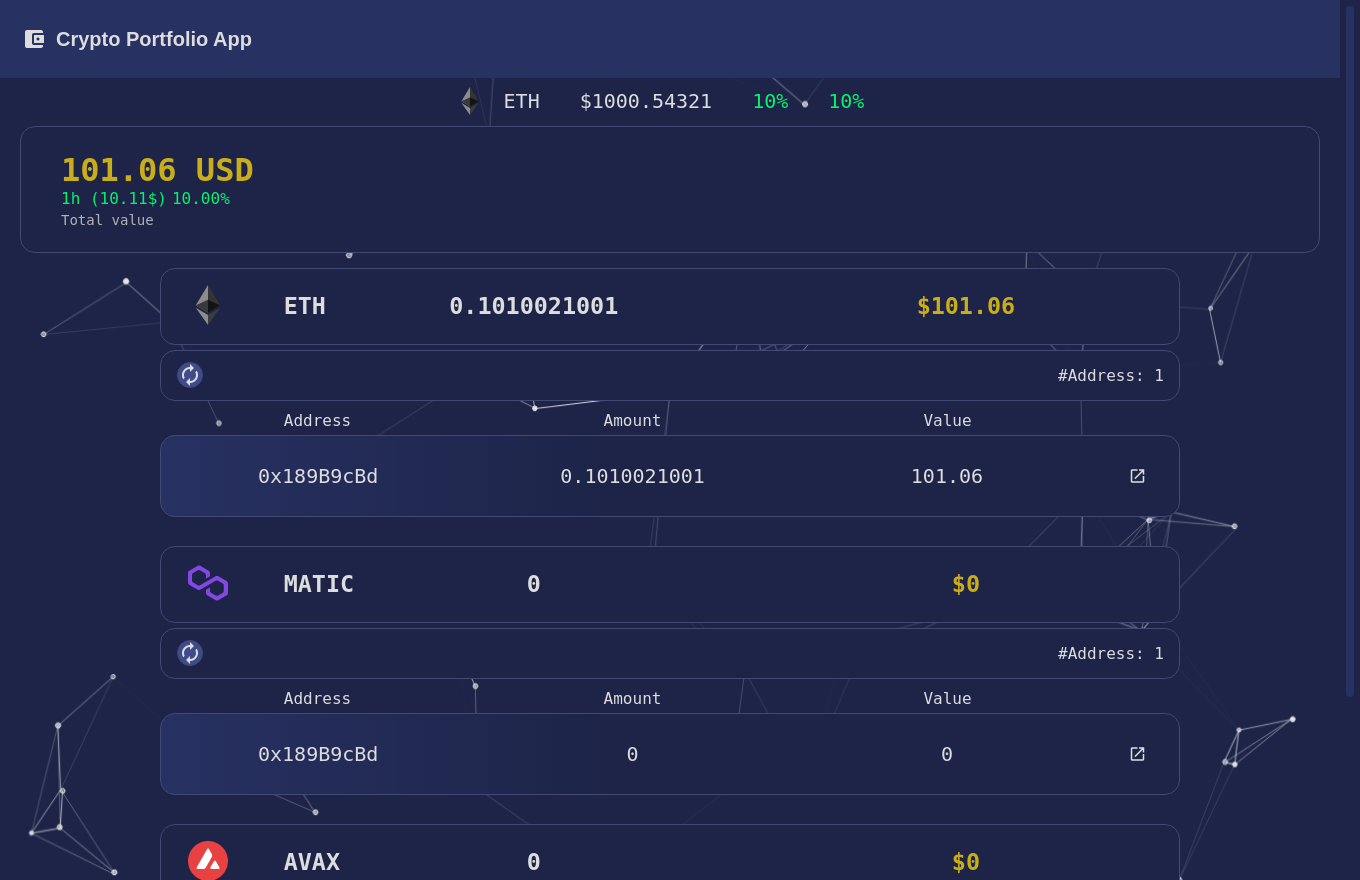 Crypto Portfolio App
ETH $1000.54321 10% 10%
101.06 USD
1h (10.11$) 10.00%
Total value
ETH 0.1010021001 $101.06
#Address: 1
Address Amount Value
0x189B9cBd 0.1010021001 101.06
MATIC 0 $0
#Address: 1
Address Amount Value
0x189B9cBd 0 0
AVAX 0 $0